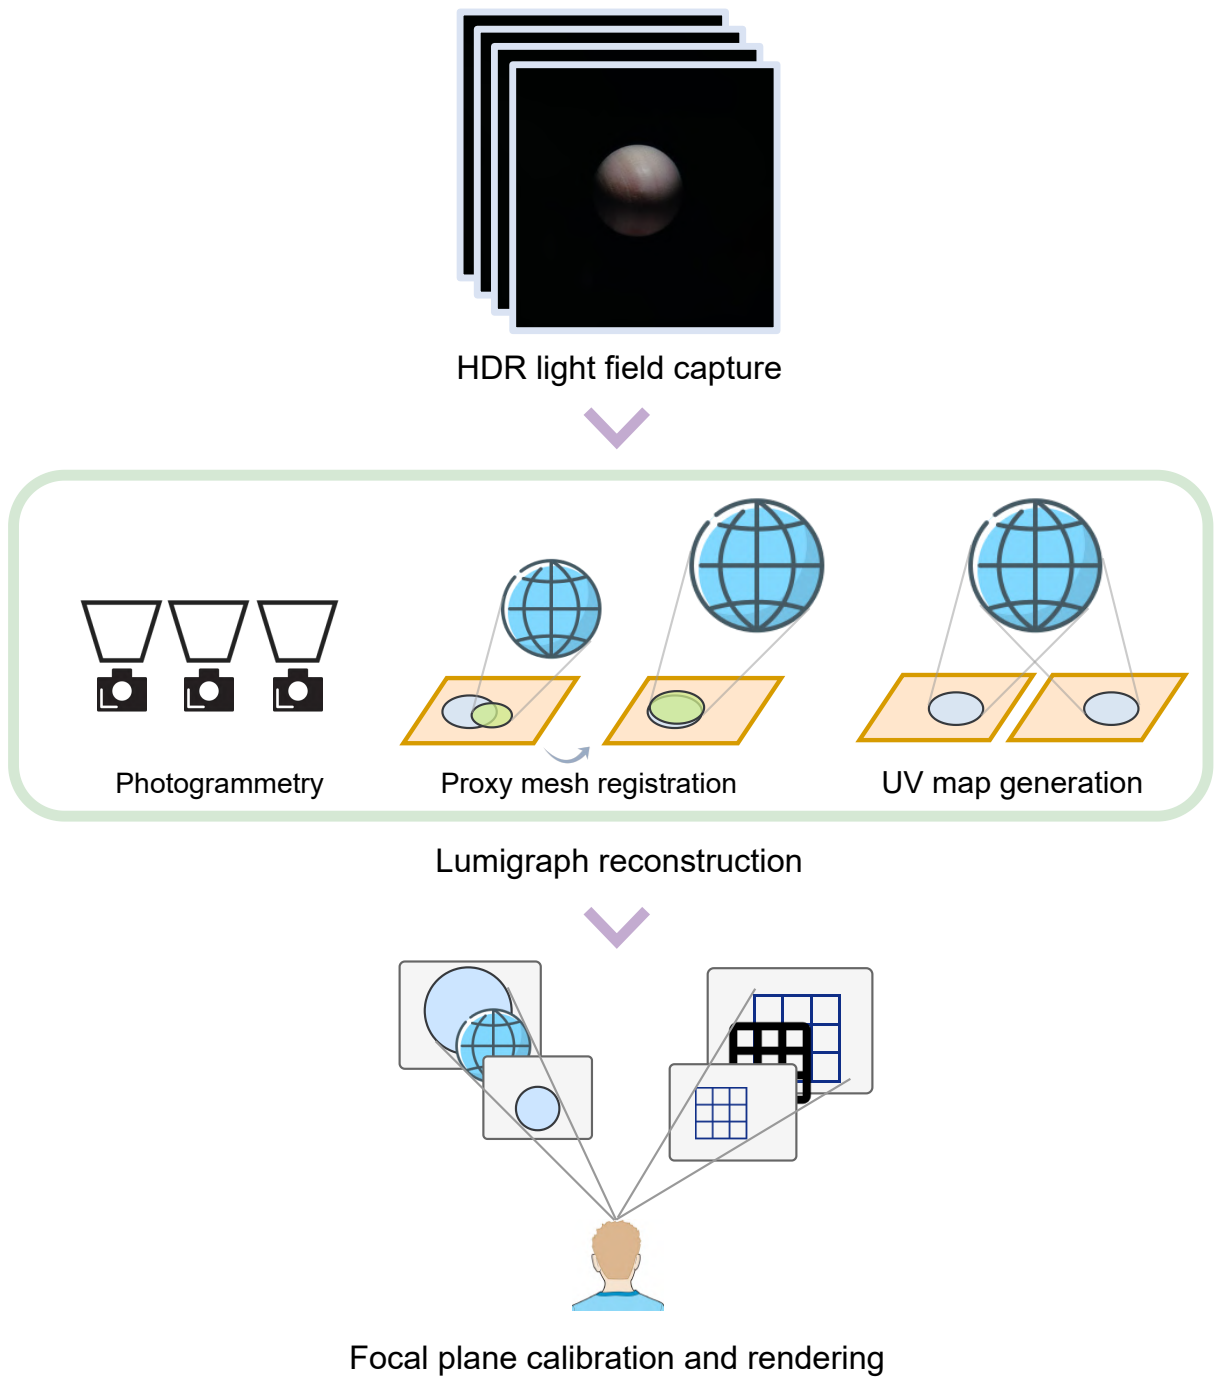 HDR light field capture
Photogrammetry
Proxy mesh registration
UV map generation
Lumigraph reconstruction
Focal plane calibration and rendering